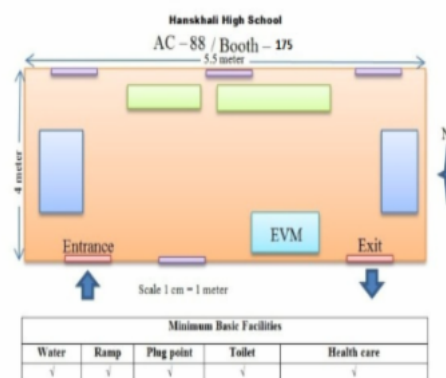 Hanskhali High School
AC – 88 / Booth – 175
5.5 meter
4 meter
N
EVM
Entrance
Exit
Scale 1 cm = 1 meter
Minimum Basic Facilities
Water Ramp Plug point Toilet Health care
√ √ √ √ √